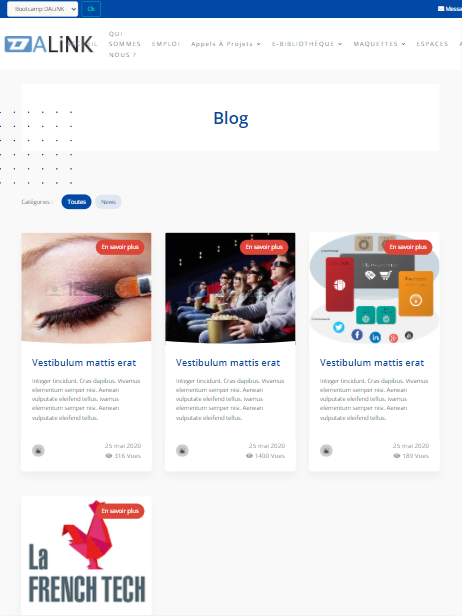 Bootcamp DALiNK
Ok
Messa
DALiNK
QUI
SOMMES
NOUS ?
EMPLOI
Appels À Projets
E-BIBLIOTHÈQUE
MAQUETTES
ESPACES
Blog
Catégories :
Toutes
News
En savoir plus
En savoir plus
En savoir plus
Vestibulum mattis erat
Integer tincidunt. Cras dapibus. Vivamus
elementum semper nisi. Aenean
vulputate eleifend tellus. ivamus
elementum semper nisi. Aenean
vulputate eleifend tellus.
25 mai 2020
316 Vues
Vestibulum mattis erat
Integer tincidunt. Cras dapibus. Vivamus
elementum semper nisi. Aenean
vulputate eleifend tellus. ivamus
elementum semper nisi. Aenean
vulputate eleifend tellus.
25 mai 2020
1400 Vues
Vestibulum mattis erat
Integer tincidunt. Cras dapibus. Vivamus
elementum semper nisi. Aenean
vulputate eleifend tellus. ivamus
elementum semper nisi. Aenean
vulputate eleifend tellus.
25 mai 2020
189 Vues
En savoir plus
La
FRENCH TECH